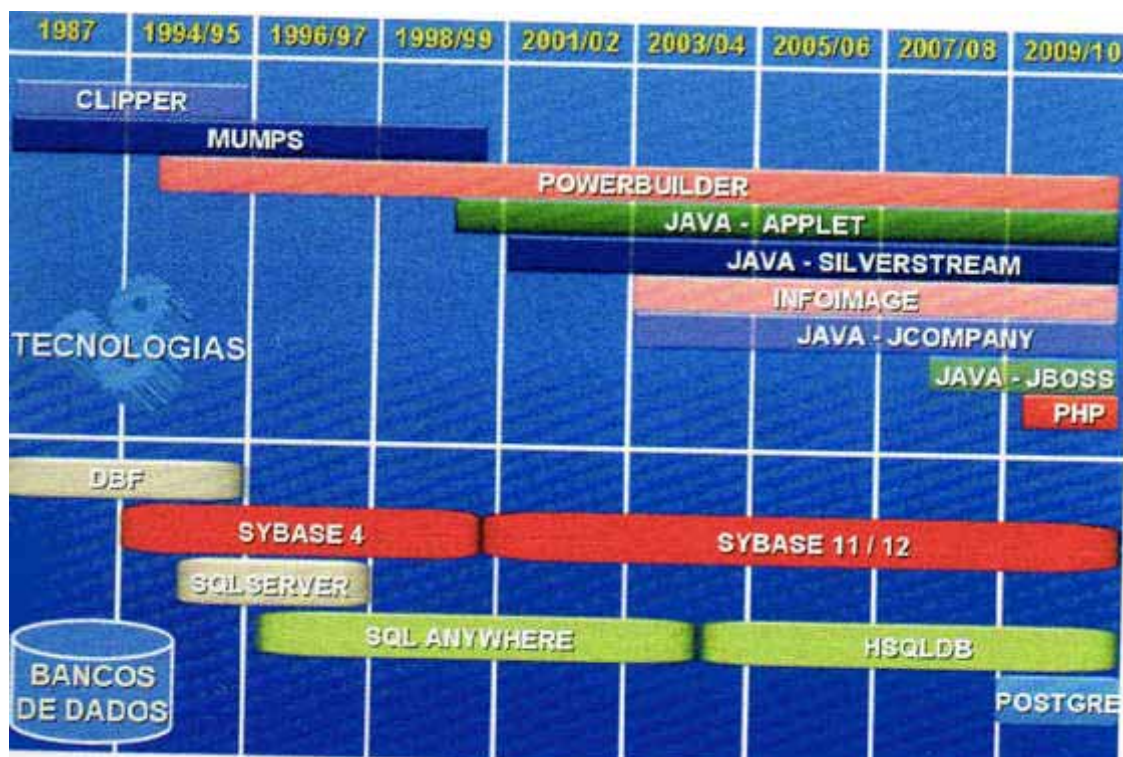 1987 1994/95 1996/97 1998/99 2001/02 2003/04 2005/06 2007/08 2009/10
CLIPPER
MUMPS
POWERBUILDER
JAVA - APPLET
JAVA - SILVERSTREAM
INFOIMAGE
JAVA - JCOMPANY
JAVA - JBOSS
PHP
TECNOLOGIAS
DBF
SYBASE 4
SYBASE 11 / 12
SQLSERVER
SQL ANYWHERE
HSQLDB
POSTGRE
BANCOS
DE DADOS